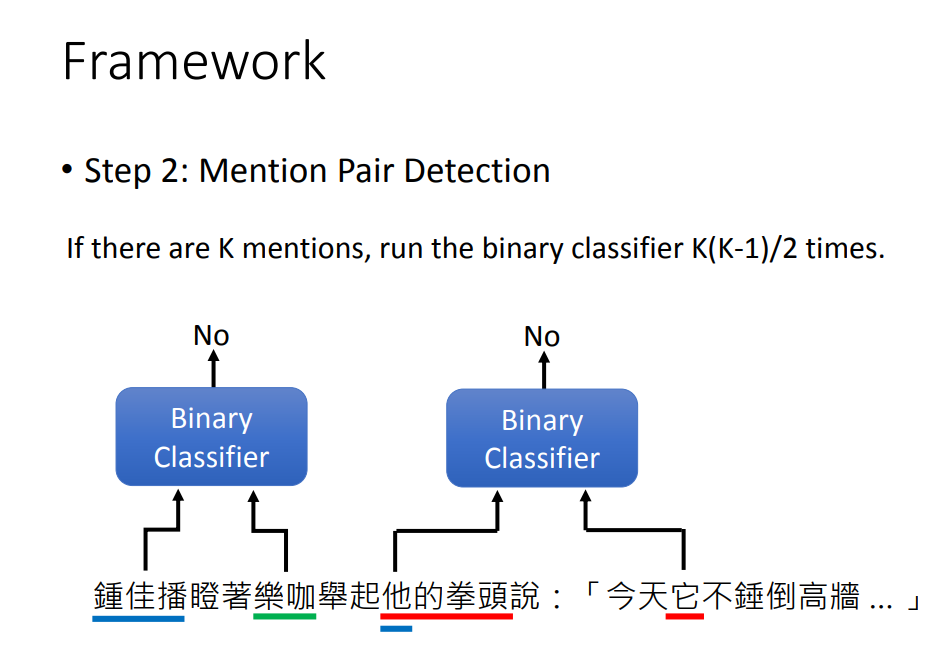 Framework
• Step 2: Mention Pair Detection
If there are K mentions, run the binary classifier K(K-1)/2 times.
No
No
Binary
Classifier
Binary
Classifier
鍾佳播瞪著樂咖舉起他的拳頭說：「今天它不錘倒高牆 ... 」